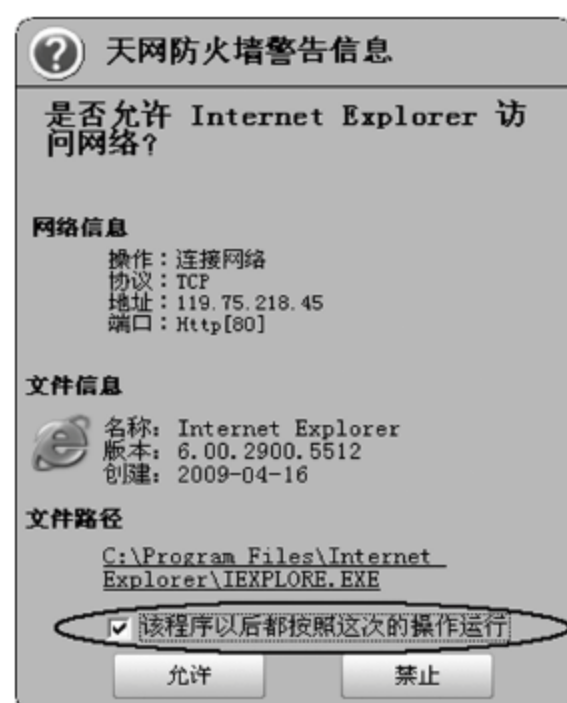 天网防火墙警告信息
是否允许 Internet Explorer 访
问网络?
网络信息
操作：连接网络
协议：TCP
地址：119.75.218.45
端口：Http[80]
文件信息
名称: Internet Explorer
版本: 6.00.2900.5512
创建: 2009-04-16
文件路径
C:\Program Files\Internet
Explorer\IEXPLORE.EXE
该程序以后都按照这次的操作运行
允许 禁止